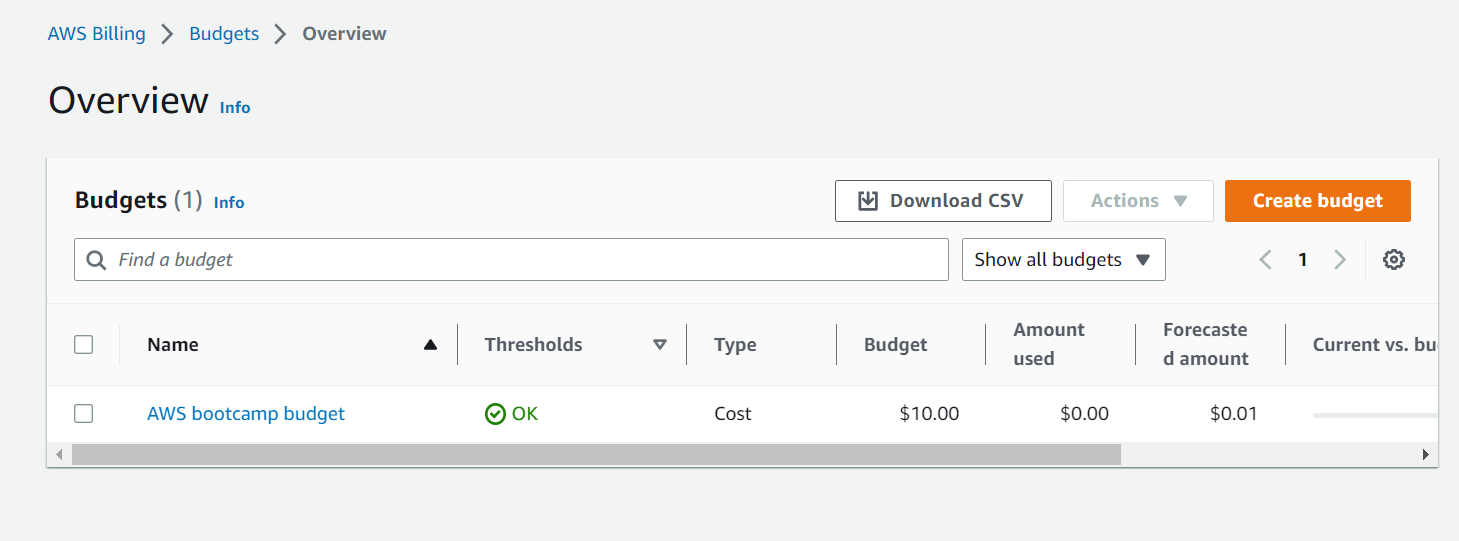 AWS Billing > Budgets > Overview
Overview Info
Budgets (1) Info
Download CSV
Actions
Create budget
Find a budget
Show all budgets
1
Name
Thresholds
Type
Budget
Amount
used
Forecaste
d amount
Current vs. bu
AWS bootcamp budget
OK
Cost
$10.00
$0.00
$0.01